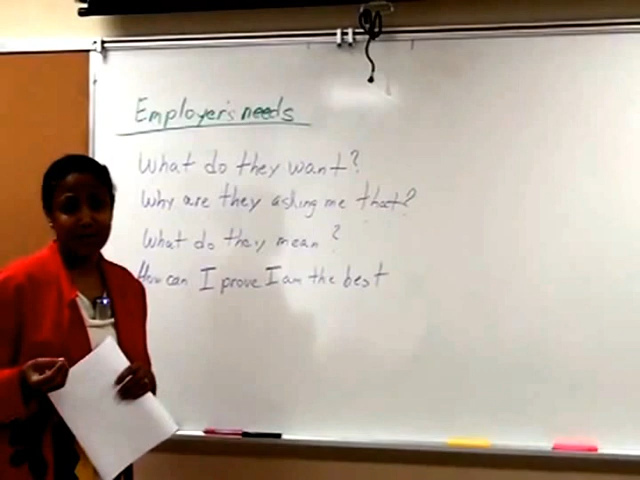 Employer's needs
What do they want?
Why are they asking me that?
What do they mean?
How can I prove I am the best